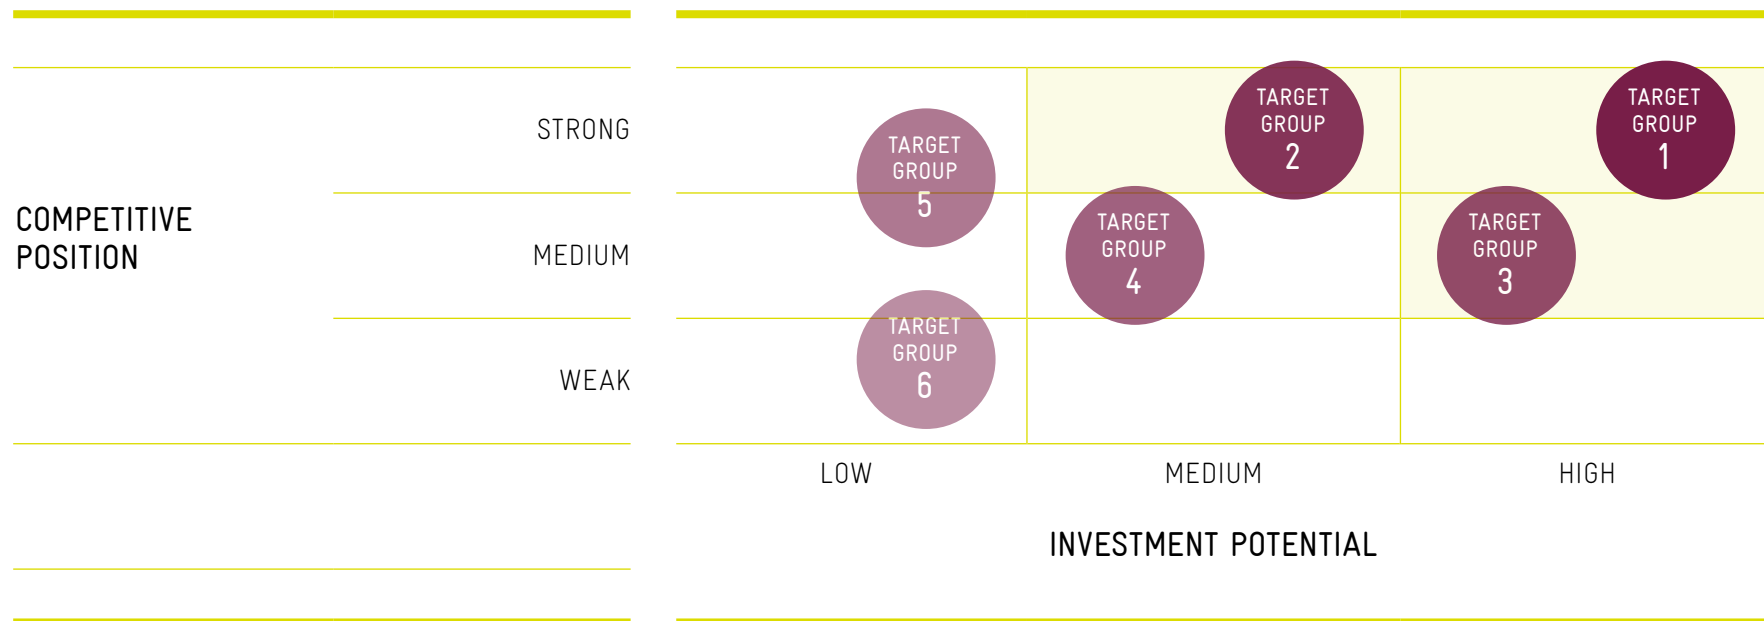 COMPETITIVE
POSITION
STRONG
MEDIUM
WEAK
TARGET
GROUP
5
TARGET
GROUP
2
TARGET
GROUP
1
TARGET
GROUP
4
TARGET
GROUP
3
TARGET
GROUP
6
LOW
MEDIUM
HIGH
INVESTMENT POTENTIAL